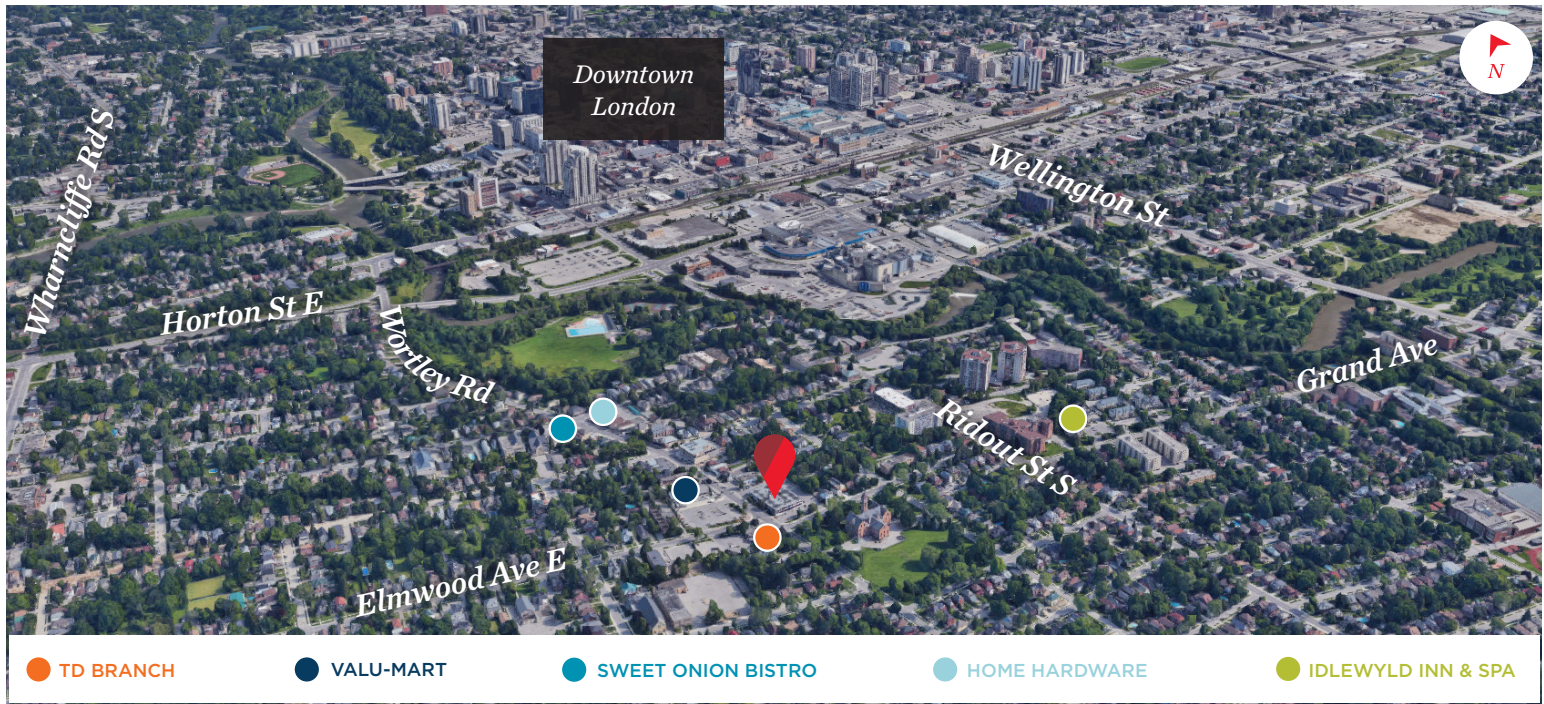 Downtown
London
N
Wharncliffe Rd S
Wellington St
Horton St E
Wortley Rd
Grand Ave
Ridout St S
Elmwood Ave E
TD BRANCH
VALU-MART
SWEET ONION BISTRO
HOME HARDWARE
IDLEWYLD INN & SPA